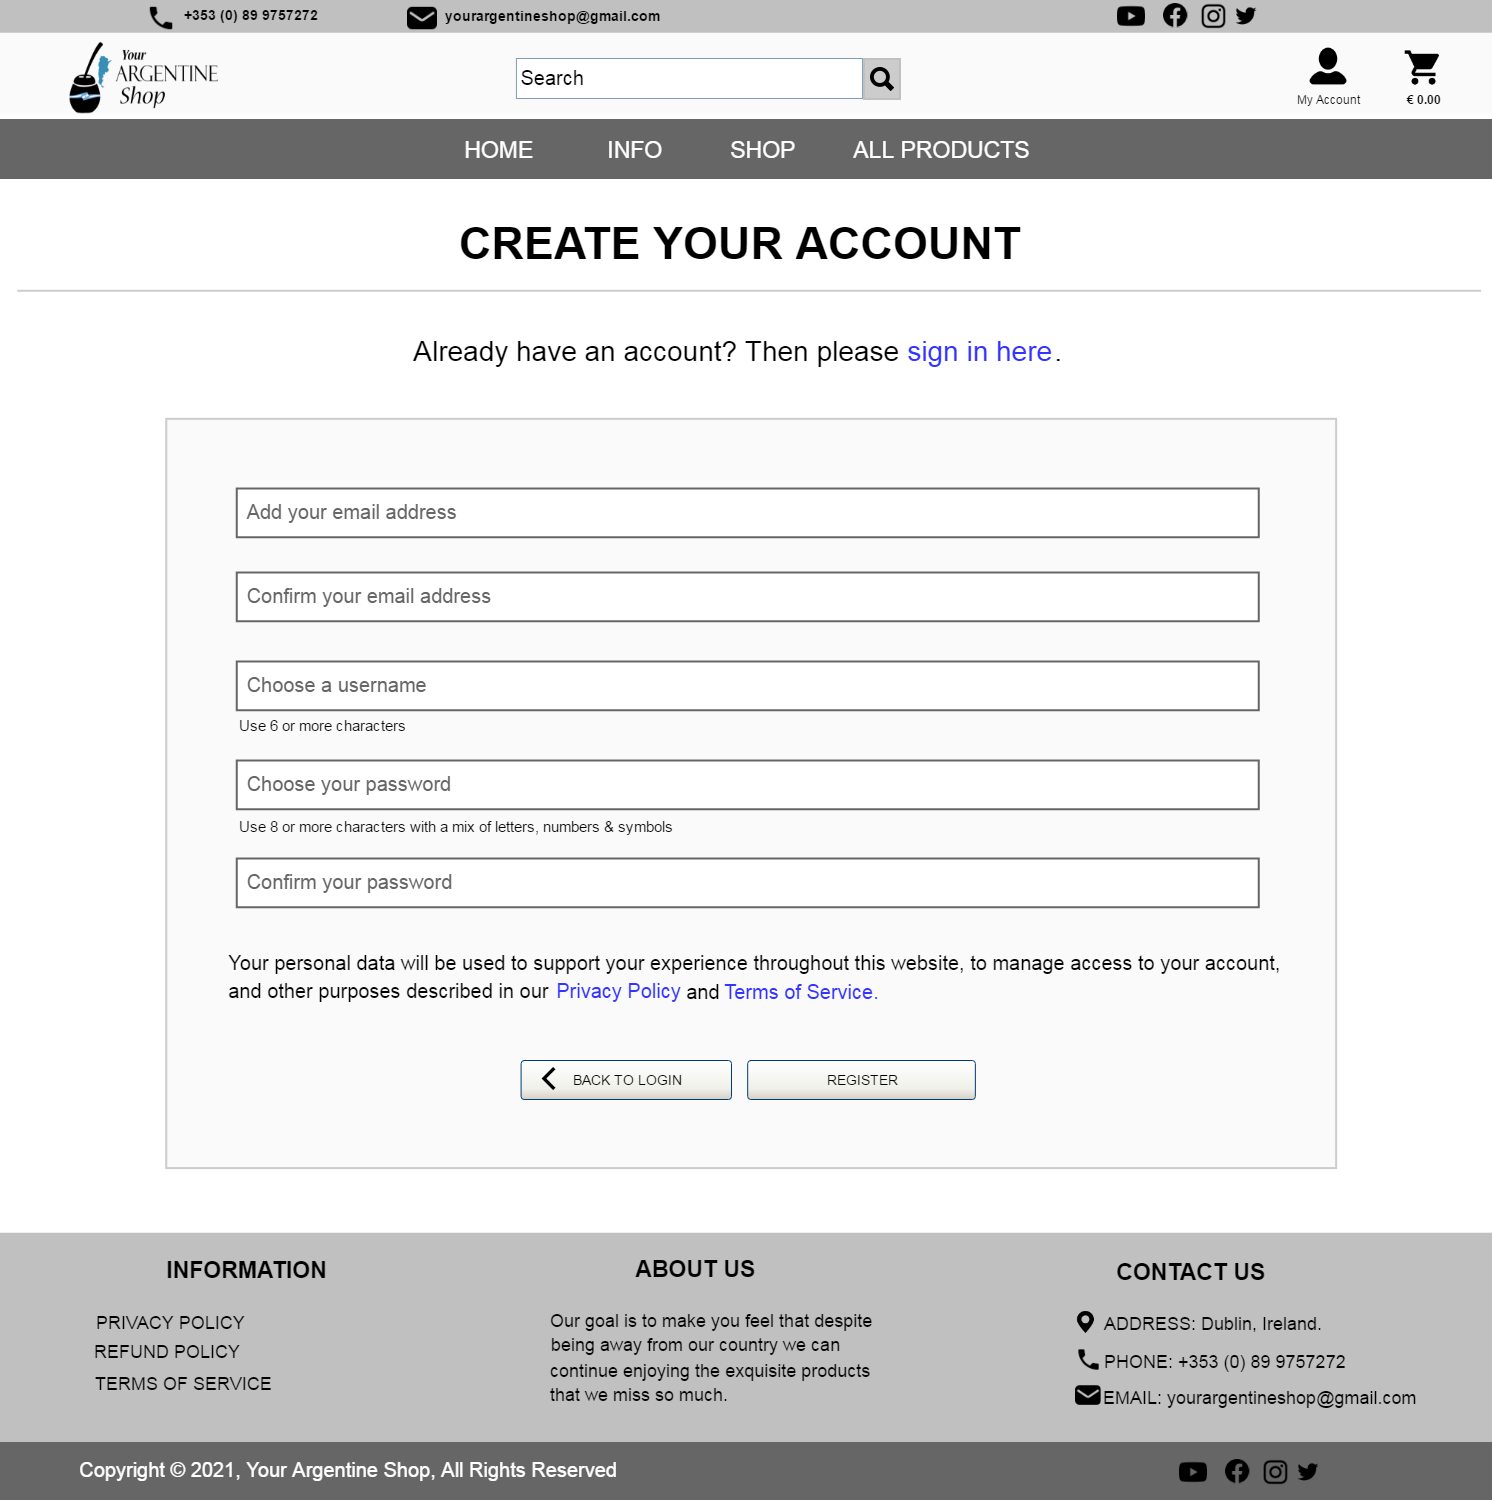 +353 (0) 89 9757272
yourargentineshop@gmail.com
Your
ARGENTINE
Shop
Search
My Account
€ 0.00
HOME INFO SHOP ALL PRODUCTS
CREATE YOUR ACCOUNT
Already have an account? Then please sign in here.
Add your email address
Confirm your email address
Choose a username
Use 6 or more characters
Choose your password
Use 8 or more characters with a mix of letters, numbers & symbols
Confirm your password
Your personal data will be used to support your experience throughout this website, to manage access to your account,
and other purposes described in our Privacy Policy and Terms of Service.
BACK TO LOGIN
REGISTER
INFORMATION
PRIVACY POLICY
REFUND POLICY
TERMS OF SERVICE
ABOUT US
Our goal is to make you feel that despite
being away from our country we can
continue enjoying the exquisite products
that we miss so much.
CONTACT US
ADDRESS: Dublin, Ireland.
PHONE: +353 (0) 89 9757272
EMAIL: yourargentineshop@gmail.com
Copyright © 2021, Your Argentine Shop, All Rights Reserved